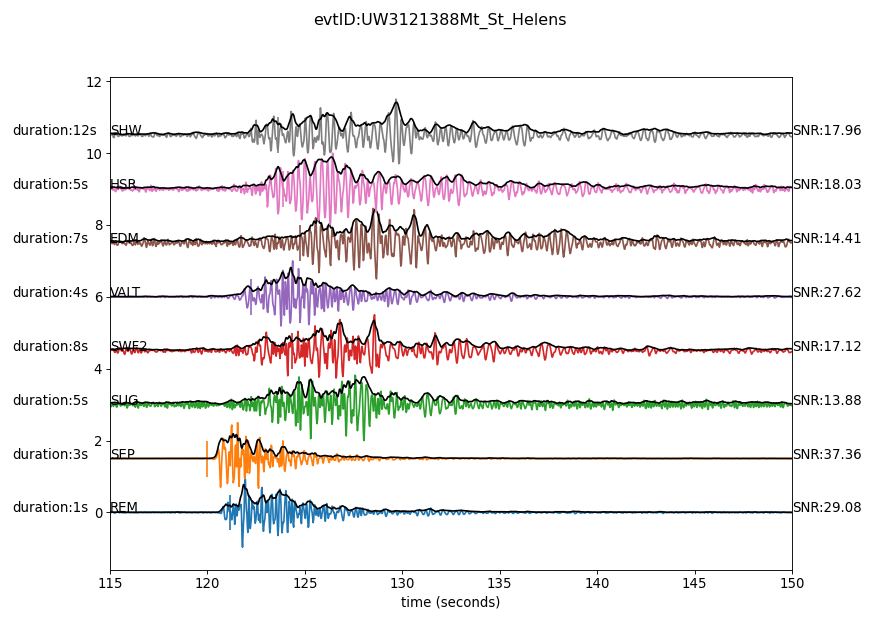 evtID:UW3121388Mt_St_Helens
12
duration:12s SHW SNR:17.96
10
duration:5s HSR SNR:18.03
8
duration:7s EDM SNR:14.41
duration:4s VALT SNR:27.62
6
duration:8s SWF2 SNR:17.12
4
duration:5s SUG SNR:13.88
2
duration:3s SEP SNR:37.36
duration:1s REM SNR:29.08
0
115 120 125 130 135 140 145 150
time (seconds)